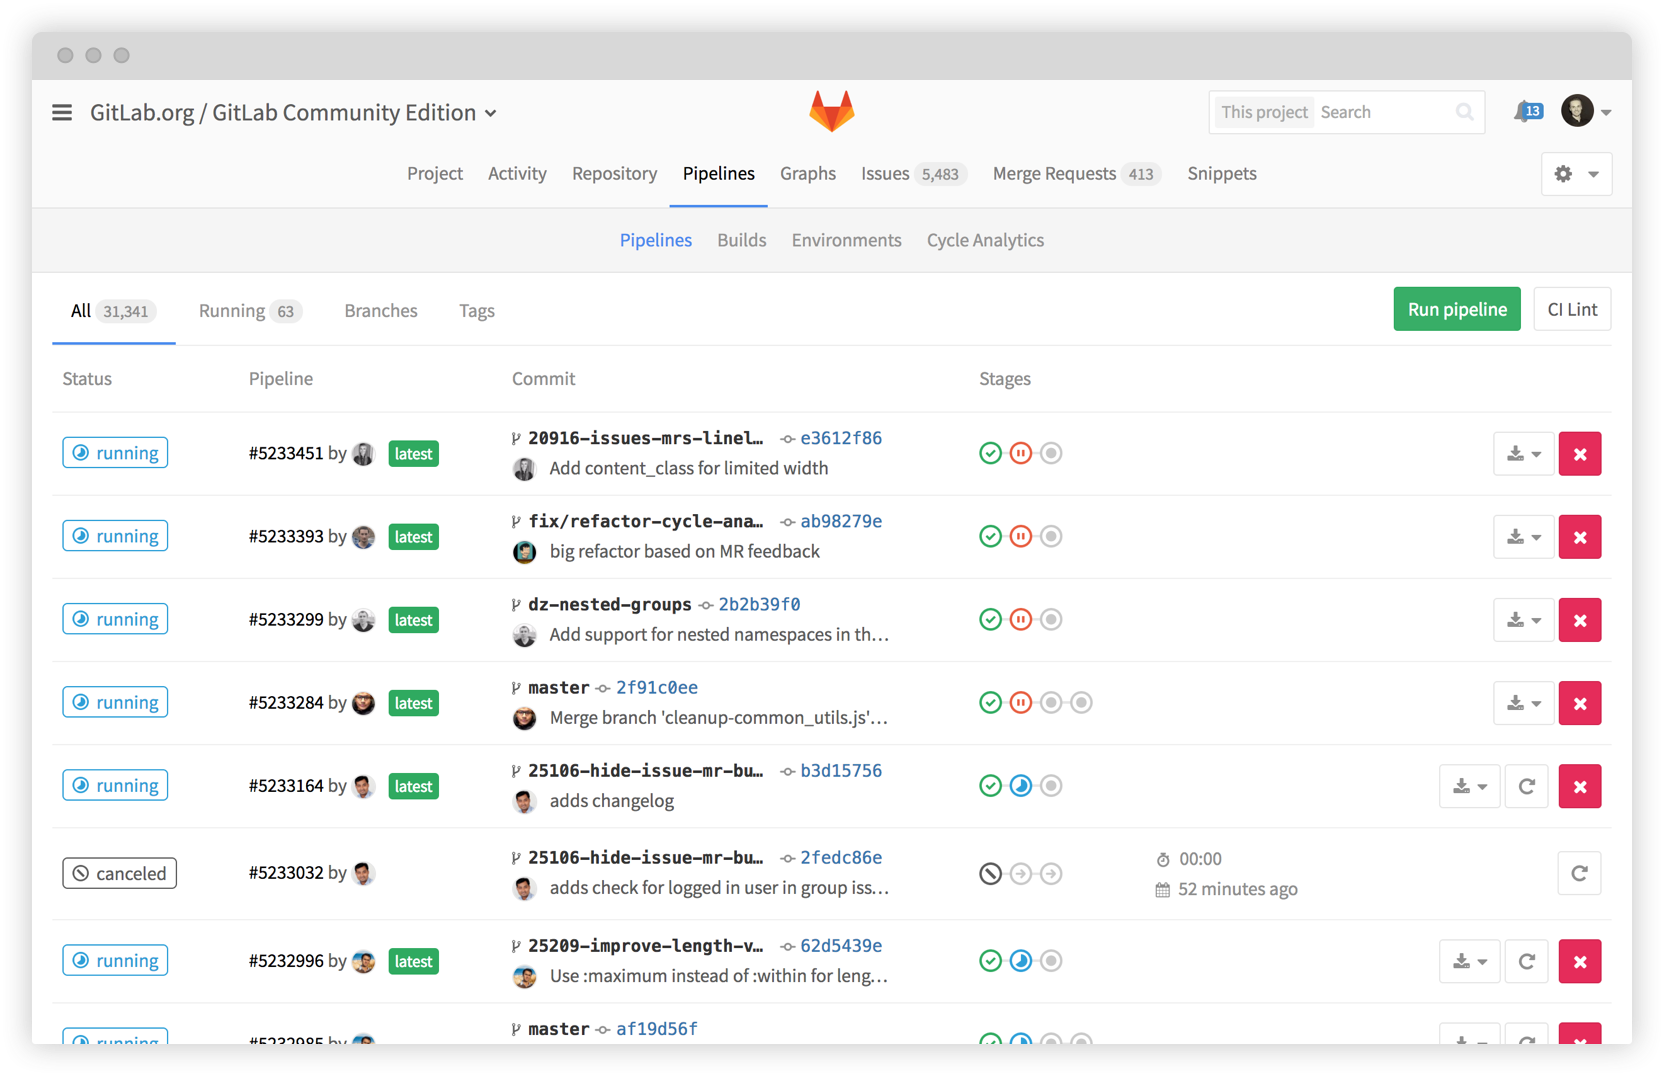 GitLab.org / GitLab Community Edition
This project Search
13
Project Activity Repository Pipelines Graphs Issues 5,483 Merge Requests 413 Snippets
Pipelines Builds Environments Cycle Analytics
All 31,341 Running 63 Branches Tags
Run pipeline CI Lint
Status Pipeline Commit Stages
running #5233451 by latest 20916-issues-mrs-linel... e3612f86
Add content_class for limited width
running #5233393 by latest fix/refactor-cycle-ana... ab98279e
big refactor based on MR feedback
running #5233299 by latest dz-nested-groups 2b2b39f0
Add support for nested namespaces in th...
running #5233284 by latest master 2f91c0ee
Merge branch 'cleanup-common_utils.js'...
running #5233164 by latest 25106-hide-issue-mr-bu... b3d15756
adds changelog
canceled #5233032 by 25106-hide-issue-mr-bu... 2fedc86e 00:00
adds check for logged in user in group iss... 52 minutes ago
running #5232996 by latest 25209-improve-length-v... 62d5439e
Use :maximum instead of :within for leng...
master af19d56f
running #5232985 by